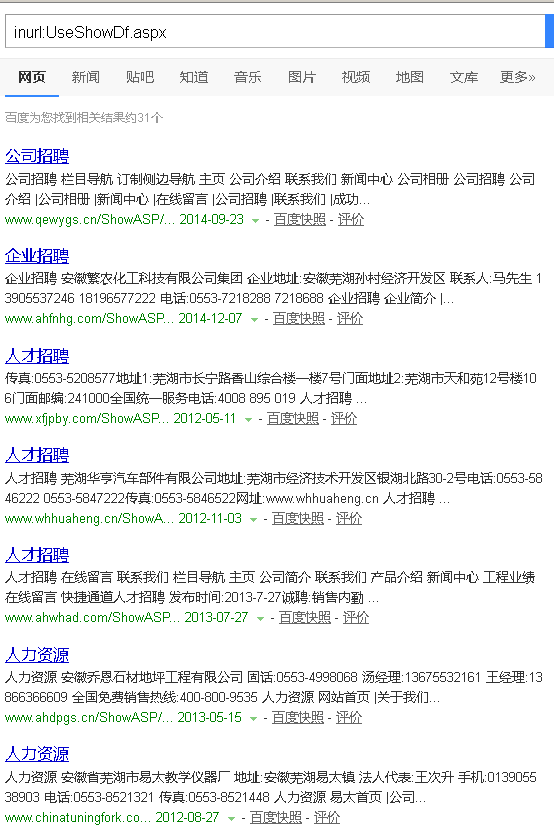 inurl:UseShowDf.aspx
网页 新闻 贴吧 知道 音乐 图片 视频 地图 文库 更多»
百度为您找到相关结果约31个
公司招聘
公司招聘 栏目导航 订制侧边导航 主页 公司介绍 联系我们 新闻中心 公司相册 公司招聘 公司
介绍 |公司相册 |新闻中心 |在线留言 |公司招聘 |联系我们 |成功...
www.qewygs.cn/ShowASP/... 2014-09-23 - 百度快照 - 评价
企业招聘
企业招聘 安徽繁农化工科技有限公司集团 企业地址:安徽芜湖孙村经济开发区 联系人:马先生 1
3905537246 18196577222 电话:0553-7218288 7218688 企业招聘 企业简介 |...
www.ahfnhg.com/ShowASP... 2014-12-07 - 百度快照 - 评价
人才招聘
传真:0553-5208577地址1:芜湖市长宁路香山综合楼一楼7号门面地址2:芜湖市天和苑12号楼10
6门面邮编:241000全国统一服务电话:4008 895 019 人才招聘 ...
www.xfjpby.com/ShowASP... 2012-05-11 - 百度快照 - 评价
人才招聘
人才招聘 芜湖华亨汽车部件有限公司地址:芜湖市经济技术开发区银湖北路30-2号电话:0553-58
46222 0553-5847222传真:0553-5846522网址:www.whhuaheng.cn 人才招聘 ...
www.whhuaheng.cn/ShowA... 2012-11-03 - 百度快照 - 评价
人才招聘
人才招聘 在线留言 联系我们 栏目导航 主页 公司简介 联系我们 产品介绍 新闻中心 工程业绩
在线留言 快捷通道人才招聘 发布时间:2013-7-27诚聘:销售内勤 ...
www.ahwhad.com/ShowASP... 2013-07-27 - 百度快照 - 评价
人力资源
人力资源 安徽乔恩石材地坪工程有限公司 固话:0553-4998068 汤经理:13675532161 王经理:13
866366609 全国免费销售热线:400-800-9535 人力资源 网站首页 |关于我们...
www.ahdpgs.cn/ShowASP/... 2013-05-15 - 百度快照 - 评价
人力资源
人力资源 安徽省芜湖市易大教学仪器厂 地址:安徽芜湖易大镇 法人代表:王次升 手机:0139055
38903 电话:0553-8521321 传真:0553-8521448 人力资源 易大首页 |公司...
www.chinatuningfork.co... 2012-08-27 - 百度快照 - 评价